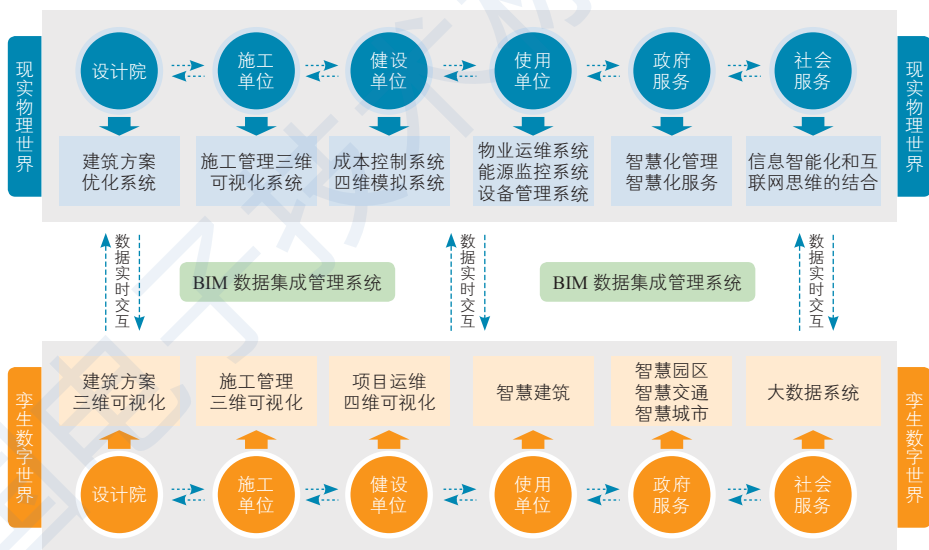 现实物理世界
设计院
施工
单位
健设
单位
使用
单位
政府
服务
社会
服务
现实物理世界
建筑方案
优化系统
施工管理三维
可视化系统
成本控制系统
四维模拟系统
物业运维系统
能源监控系统
设备管理系统
智慧化管理
智慧化服务
信息智能化和互
联网思维的结合
数据实时交互
BIM 数据集成管理系统
数据实时交互
BIM 数据集成管理系统
数据实时交互
孪生数字世界
建筑方案
三维可视化
施工管理
三维可视化
项目运维
四维可视化
智慧建筑
智慧园区
智慧交通
智慧城市
大数据系统
孪生数字世界
设计院
施工
单位
健设
单位
使用
单位
政府
服务
社会
服务